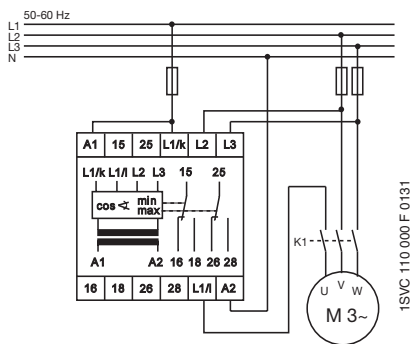 50-60 Hz
L1
L2
L3
N
A1 15 25 L1/k L2 L3
L1/k L1/l L2 L3 15 25
cos ∢ min
max
A1 A2 16 18 26 28
16 18 26 28 L1/l A2
K1
U V W
M 3~
1SVC 110 000 F 0131